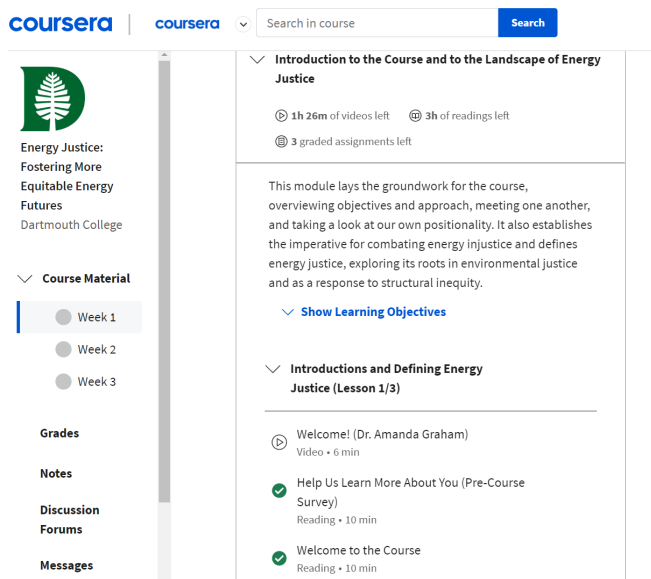 coursera
coursera
Search in course
Search
Energy Justice:
Fostering More
Equitable Energy
Futures
Dartmouth College
Course Material
Week 1
Week 2
Week 3
Grades
Notes
Discussion
Forums
Messages
Introduction to the Course and to the Landscape of Energy
Justice
1h 26m of videos left 3h of readings left
3 graded assignments left
This module lays the groundwork for the course,
overviewing objectives and approach, meeting one another,
and taking a look at our own positionality. It also establishes
the imperative for combating energy injustice and defines
energy justice, exploring its roots in environmental justice
and as a response to structural inequity.
Show Learning Objectives
Introductions and Defining Energy
Justice (Lesson 1/3)
Welcome! (Dr. Amanda Graham)
Video • 6 min
Help Us Learn More About You (Pre-Course
Survey)
Reading • 10 min
Welcome to the Course
Reading • 10 min